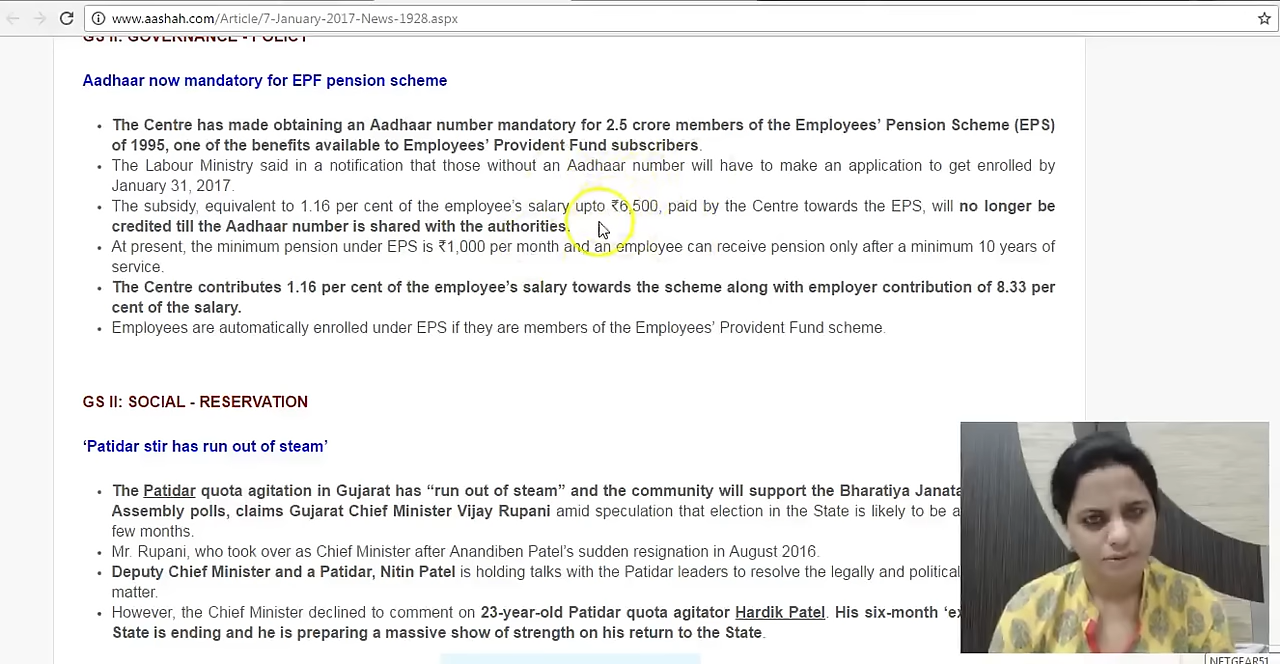 www.aashah.com/Article/7-January-2017-News-1928.aspx
GS II: GOVERNANCE - POLICY
Aadhaar now mandatory for EPF pension scheme
• The Centre has made obtaining an Aadhaar number mandatory for 2.5 crore members of the Employees’ Pension Scheme (EPS)
of 1995, one of the benefits available to Employees’ Provident Fund subscribers.
• The Labour Ministry said in a notification that those without an Aadhaar number will have to make an application to get enrolled by
January 31, 2017.
• The subsidy, equivalent to 1.16 per cent of the employee’s salary upto ₹6,500, paid by the Centre towards the EPS, will no longer be
credited till the Aadhaar number is shared with the authorities.
• At present, the minimum pension under EPS is ₹1,000 per month and an employee can receive pension only after a minimum 10 years of
service.
• The Centre contributes 1.16 per cent of the employee’s salary towards the scheme along with employer contribution of 8.33 per
cent of the salary.
• Employees are automatically enrolled under EPS if they are members of the Employees’ Provident Fund scheme.
GS II: SOCIAL - RESERVATION
‘Patidar stir has run out of steam’
• The Patidar quota agitation in Gujarat has “run out of steam” and the community will support the Bharatiya Janata
Assembly polls, claims Gujarat Chief Minister Vijay Rupani amid speculation that election in the State is likely to be a
few months.
• Mr. Rupani, who took over as Chief Minister after Anandiben Patel’s sudden resignation in August 2016.
• Deputy Chief Minister and a Patidar, Nitin Patel is holding talks with the Patidar leaders to resolve the legally and political
matter.
• However, the Chief Minister declined to comment on 23-year-old Patidar quota agitator Hardik Patel. His six-month ‘ex
State is ending and he is preparing a massive show of strength on his return to the State.
NETGEAR51